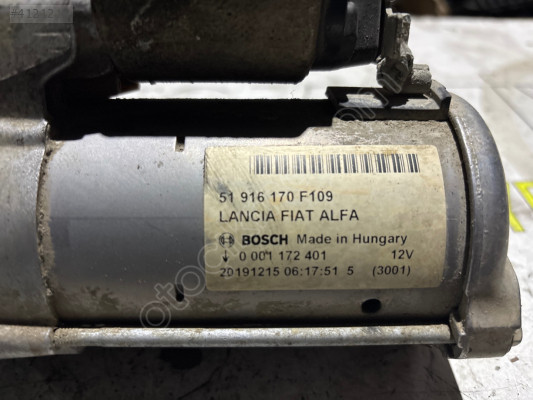 51 916 170 F109
LANCIA FIAT ALFA
BOSCH Made in Hungary
0 001 172 401 12V
20191215 06:17:51 5 (3001)